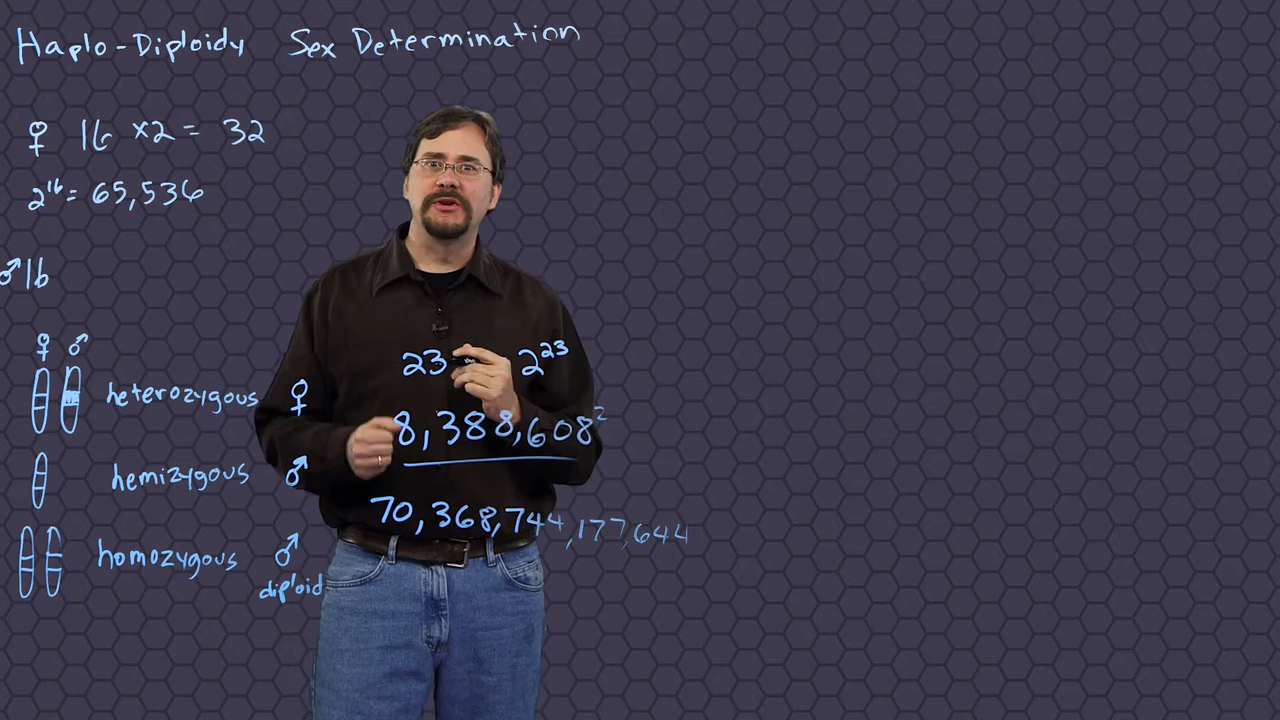 Haplo-Diploidy Sex Determination
♀ 16 ×2 = 32
2¹⁶ = 65,536
♂ 16
♀ ♂
heterozygous ♀
hemizygous ♂
homozygous ♂
diploid
23 2²³
8,388,608²
70,368,744,177,644